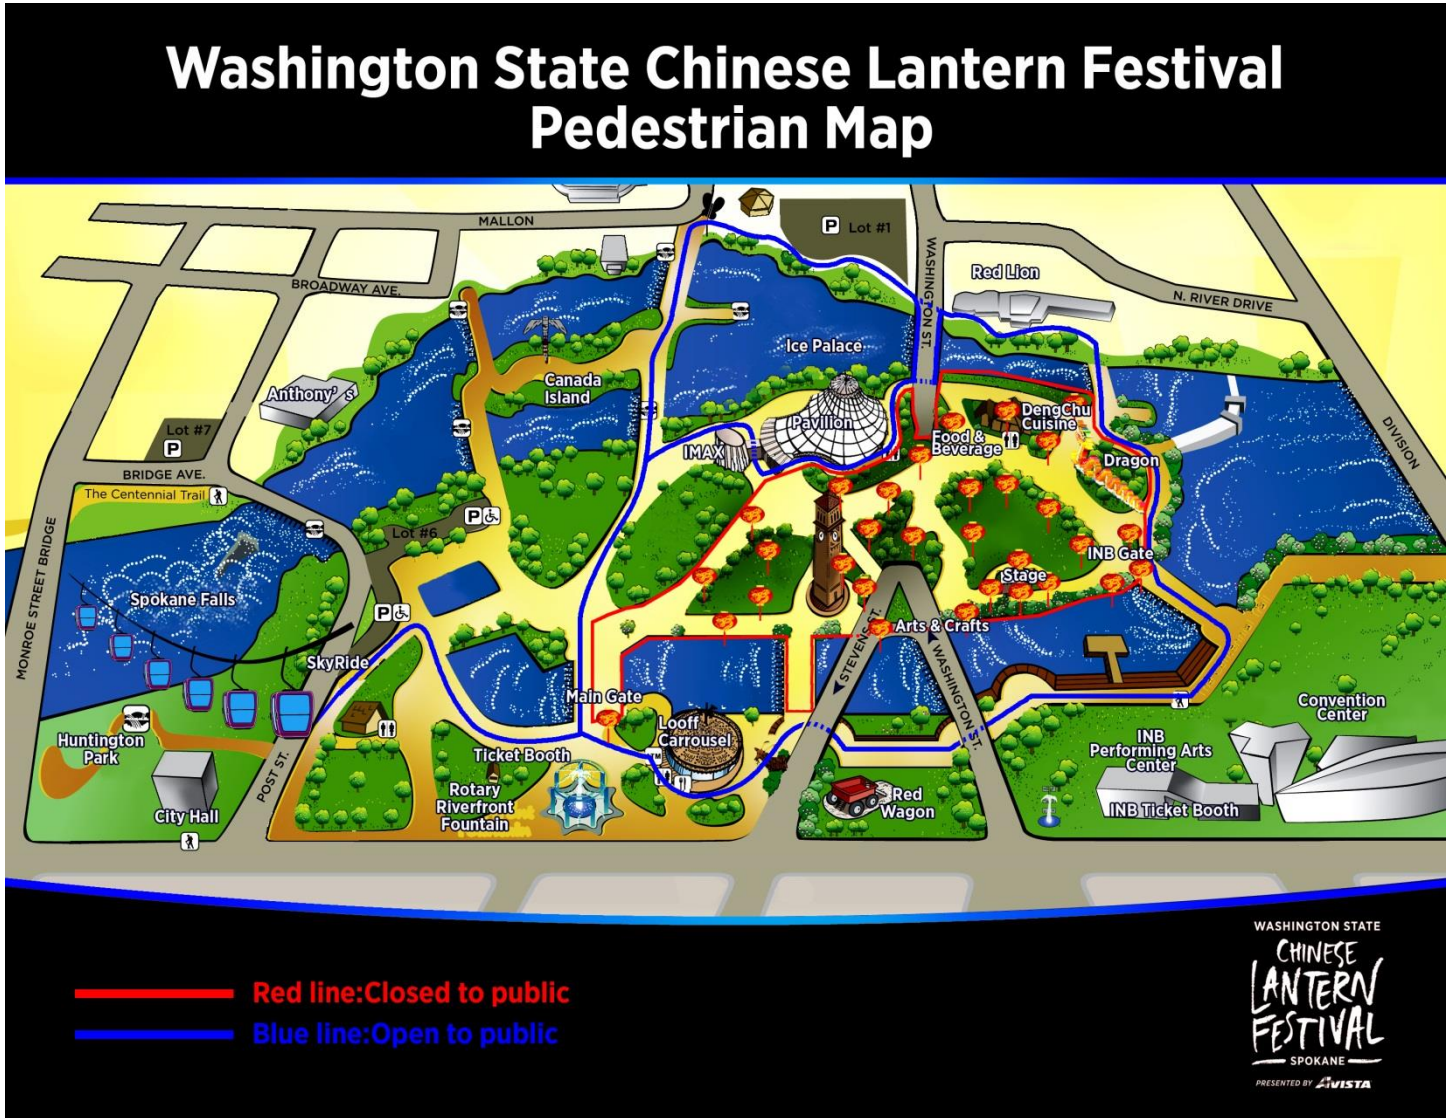 Washington State Chinese Lantern Festival
Pedestrian Map
MALLON
P Lot #1
WASHINGTON ST.
Red Lion
N. RIVER DRIVE
BROADWAY AVE.
Ice Palace
Canada
Island
Anthony' s
DengChu
Cuisine
Pavilion
Lot #7
P
Food &
Beverage
DIVISION
IMAX
Dragon
BRIDGE AVE.
The Centennial Trail
P
Lot #6
INB Gate
MONROE STREET BRIDGE
Stage
Spokane Falls
P
Arts & Crafts
STEVENS ST.
WASHINGTON ST.
SkyRide
Main Gate
Looff
Carrousel
Convention
Center
Huntington
Park
Ticket Booth
INB
Performing Arts
Center
POST ST.
Rotary
Riverfront
Fountain
Red
Wagon
City Hall
INB Ticket Booth
Red line:Closed to public
Blue line:Open to public
WASHINGTON STATE
CHINESE
LANTERN
FESTIVAL
SPOKANE
PRESENTED BY AVISTA